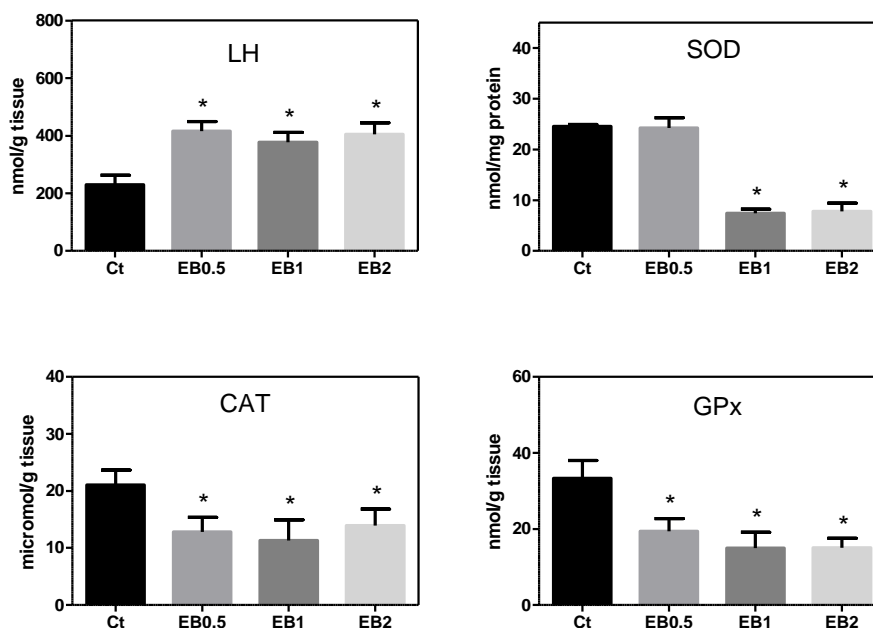 LH
nmol/g tissue
800
600
400
200
0
* * *
Ct EB0.5 EB1 EB2
SOD
nmol/mg protein
40
30
20
10
0
* *
Ct EB0.5 EB1 EB2
CAT
micromol/g tissue
40
30
20
10
0
* * *
Ct EB0.5 EB1 EB2
GPx
nmol/g tissue
60
40
20
0
* * *
Ct EB0.5 EB1 EB2